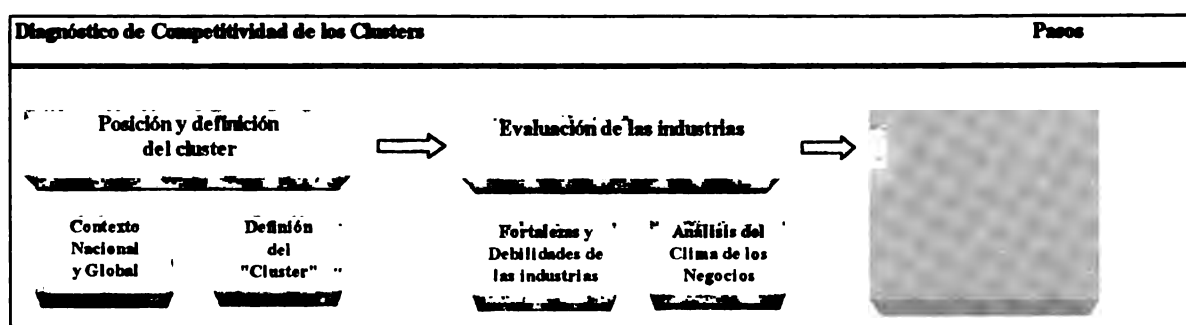 Diagnóstico de Competitividad de los Clusters
Pasos
Posición y definición
del cluster
Evaluación de las industrias
Contexto
Nacional
y Global
Definión
del
"Cluster"
Fortalezas y
Debilidades de
las industrias
Análisis del
Clima de los
Negocios